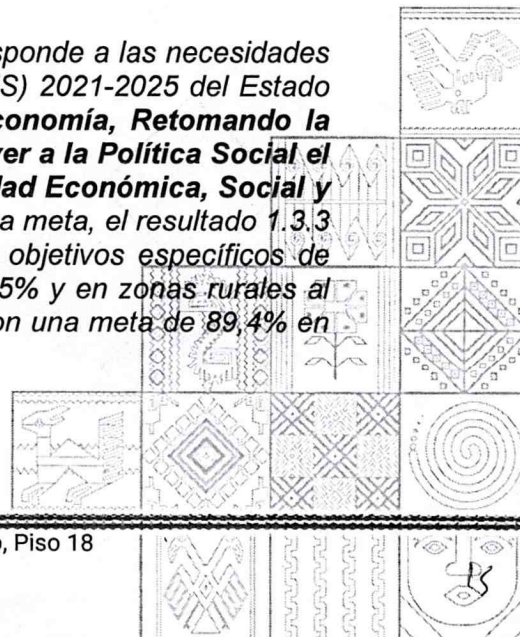 sponde a las necesidades
S) 2021-2025 del Estado
conomía, Retomando la
ver a la Política Social el
dad Económica, Social y
a meta, el resultado 1.3.3
objetivos específicos de
5% y en zonas rurales al
on una meta de 89,4% en
, Piso 18